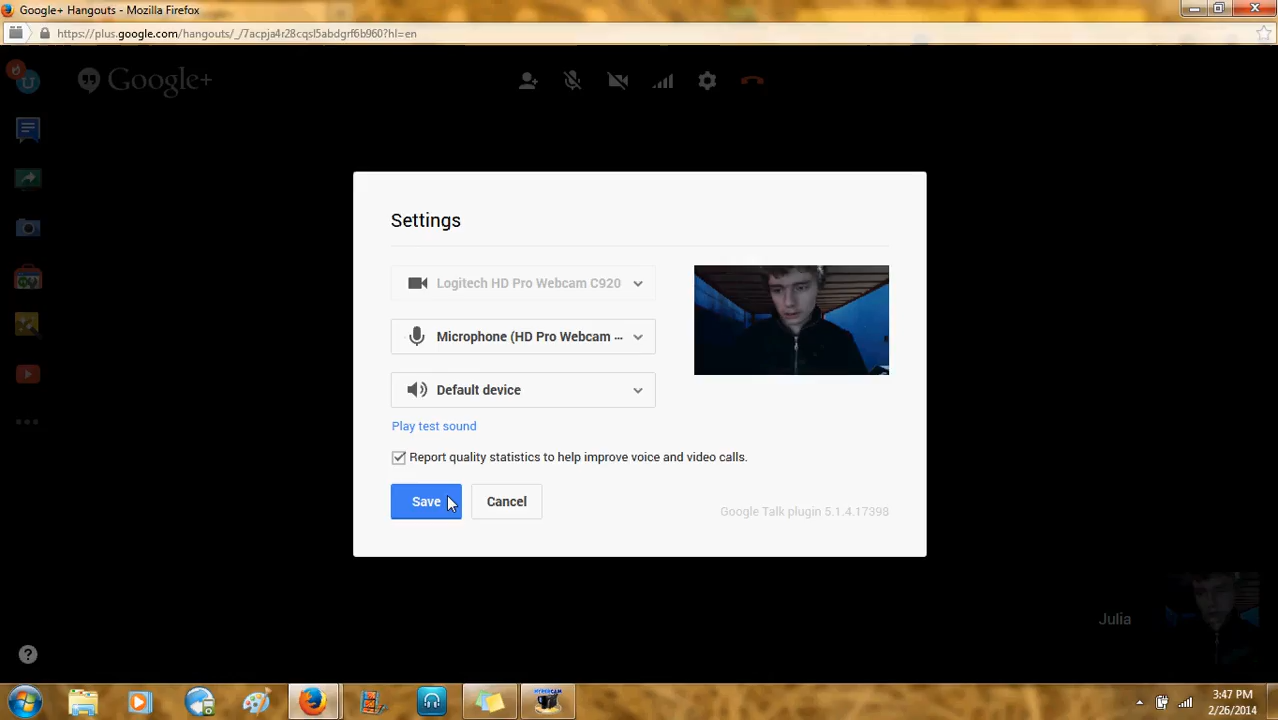 Google+ Hangouts - Mozilla Firefox
https://plus.google.com/hangouts/_/7acpja4r28cqsl5abdgrf6b960?hl=en
Google+
Settings
Logitech HD Pro Webcam C920
Microphone (HD Pro Webcam ...
Default device
Play test sound
Report quality statistics to help improve voice and video calls.
Save Cancel
Google Talk plugin 5.1.4.17398
Julia
?
HYPERCAM
3:47 PM
2/26/2014